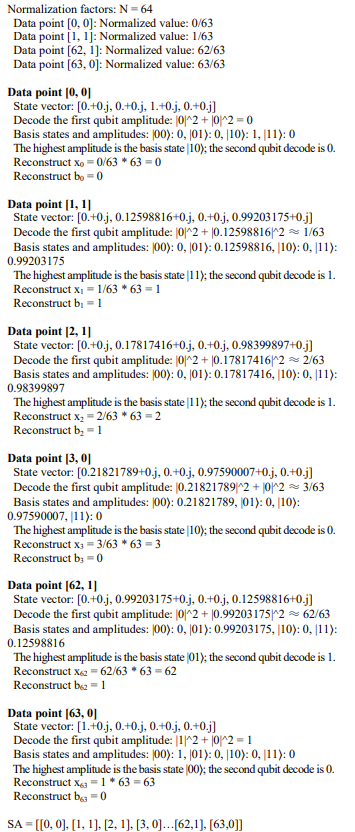 Normalization factors: N = 64
Data point [0, 0]: Normalized value: 0/63
Data point [1, 1]: Normalized value: 1/63
Data point [62, 1]: Normalized value: 62/63
Data point [63, 0]: Normalized value: 63/63
Data point [0, 0]
State vector: [0.+0.j, 0.+0.j, 1.+0.j, 0.+0.j]
Decode the first qubit amplitude: |0|^2 + |0|^2 = 0
Basis states and amplitudes: |00⟩: 0, |01⟩: 0, |10⟩: 1, |11⟩: 0
The highest amplitude is the basis state |10⟩; the second qubit decode is 0.
Reconstruct x₀ = 0/63 * 63 = 0
Reconstruct b₀ = 0
Data point [1, 1]
State vector: [0.+0.j, 0.12598816+0.j, 0.+0.j, 0.99203175+0.j]
Decode the first qubit amplitude: |0|^2 + |0.12598816|^2 ≈ 1/63
Basis states and amplitudes: |00⟩: 0, |01⟩: 0.12598816, |10⟩: 0, |11⟩:
0.99203175
The highest amplitude is the basis state |11⟩; the second qubit decode is 1.
Reconstruct x₁ = 1/63 * 63 = 1
Reconstruct b₁ = 1
Data point [2, 1]
State vector: [0.+0.j, 0.17817416+0.j, 0.+0.j, 0.98399897+0.j]
Decode the first qubit amplitude: |0|^2 + |0.17817416|^2 ≈ 2/63
Basis states and amplitudes: |00⟩: 0, |01⟩: 0.17817416, |10⟩: 0, |11⟩:
0.98399897
The highest amplitude is the basis state |11⟩; the second qubit decode is 1.
Reconstruct x₂ = 2/63 * 63 = 2
Reconstruct b₂ = 1
Data point [3, 0]
State vector: [0.21821789+0.j, 0.+0.j, 0.97590007+0.j, 0.+0.j]
Decode the first qubit amplitude: |0.21821789|^2 + |0|^2 ≈ 3/63
Basis states and amplitudes: |00⟩: 0.21821789, |01⟩: 0, |10⟩:
0.97590007, |11⟩: 0
The highest amplitude is the basis state |10⟩; the second qubit decode is 0.
Reconstruct x₃ = 3/63 * 63 = 3
Reconstruct b₃ = 0
Data point [62, 1]
State vector: [0.+0.j, 0.99203175+0.j, 0.+0.j, 0.12598816+0.j]
Decode the first qubit amplitude: |0|^2 + |0.99203175|^2 ≈ 62/63
Basis states and amplitudes: |00⟩: 0, |01⟩: 0.99203175, |10⟩: 0, |11⟩:
0.12598816
The highest amplitude is the basis state |01⟩; the second qubit decode is 1.
Reconstruct x₆₂ = 62/63 * 63 = 62
Reconstruct b₆₂ = 1
Data point [63, 0]
State vector: [1.+0.j, 0.+0.j, 0.+0.j, 0.+0.j]
Decode the first qubit amplitude: |1|^2 + |0|^2 = 1
Basis states and amplitudes: |00⟩: 1, |01⟩: 0, |10⟩: 0, |11⟩: 0
The highest amplitude is the basis state |00⟩; the second qubit decode is 0.
Reconstruct x₆₃ = 1 * 63 = 63
Reconstruct b₆₃ = 0
SA = [[0, 0], [1, 1], [2, 1], [3, 0]…[62,1], [63,0]]